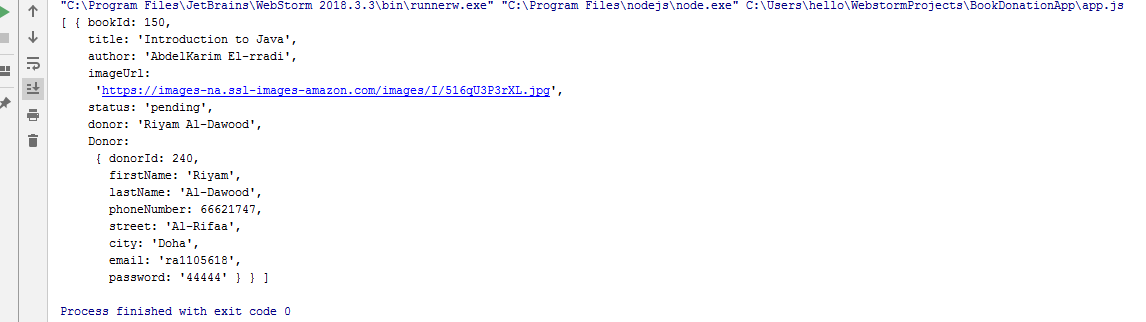 "C:\Program Files\JetBrains\WebStorm 2018.3.3\bin\runnerw.exe" "C:\Program Files\nodejs\node.exe" C:\Users\hello\WebstormProjects\BookDonationApp\app.js
[ { bookId: 150,
title: 'Introduction to Java',
author: 'AbdelKarim El-rradi',
imageUrl:
'https://images-na.ssl-images-amazon.com/images/I/516qU3P3rXL.jpg',
status: 'pending',
donor: 'Riyam Al-Dawood',
Donor:
{ donorId: 240,
firstName: 'Riyam',
lastName: 'Al-Dawood',
phoneNumber: 66621747,
street: 'Al-Rifaa',
city: 'Doha',
email: 'ra1105618',
password: '44444' } } ]
Process finished with exit code 0